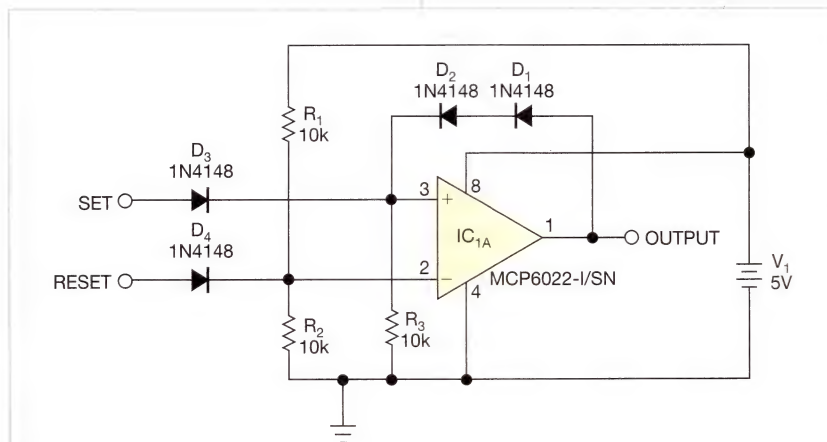 D₂ D₁
1N4148 1N4148
R₁
10k
D₃
1N4148
SET
3 + 8
IC₁A 1 OUTPUT
D₄
1N4148
RESET
2 −
4 MCP6022-I/SN
V₁
5V
R₂
10k
R₃
10k